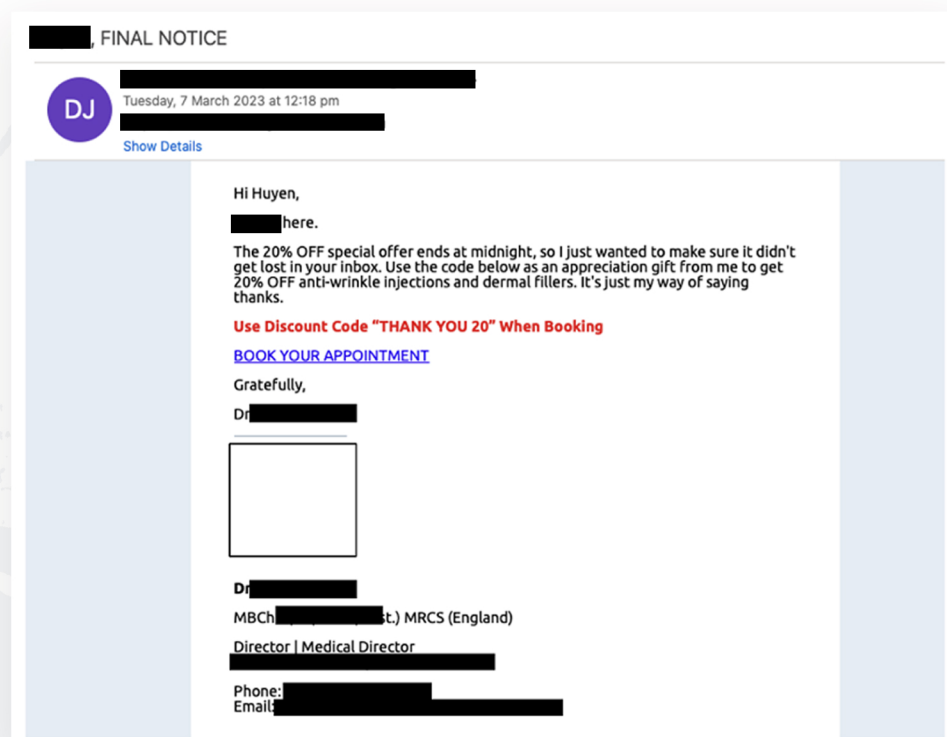 , FINAL NOTICE
DJ
Tuesday, 7 March 2023 at 12:18 pm
Show Details
Hi Huyen,
here.
The 20% OFF special offer ends at midnight, so I just wanted to make sure it didn't
get lost in your inbox. Use the code below as an appreciation gift from me to get
20% OFF anti-wrinkle injections and dermal fillers. It's just my way of saying
thanks.
Use Discount Code “THANK YOU 20” When Booking
BOOK YOUR APPOINTMENT
Gratefully,
Dr
Dr
MBCh st.) MRCS (England)
Director | Medical Director
Phone:
Email: